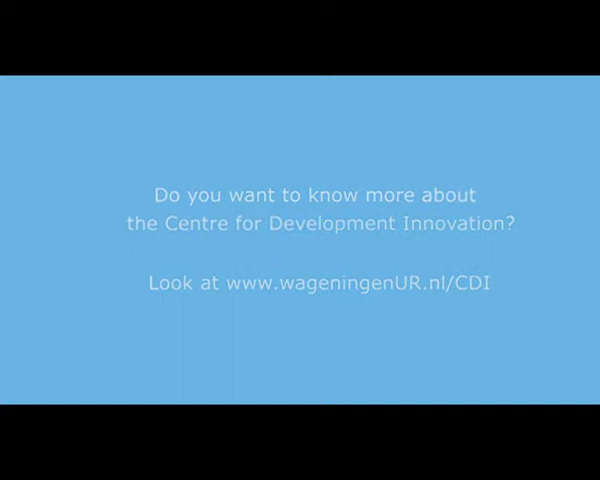 Do you want to know more about
the Centre for Development Innovation?
Look at www.wageningenUR.nl/CDI